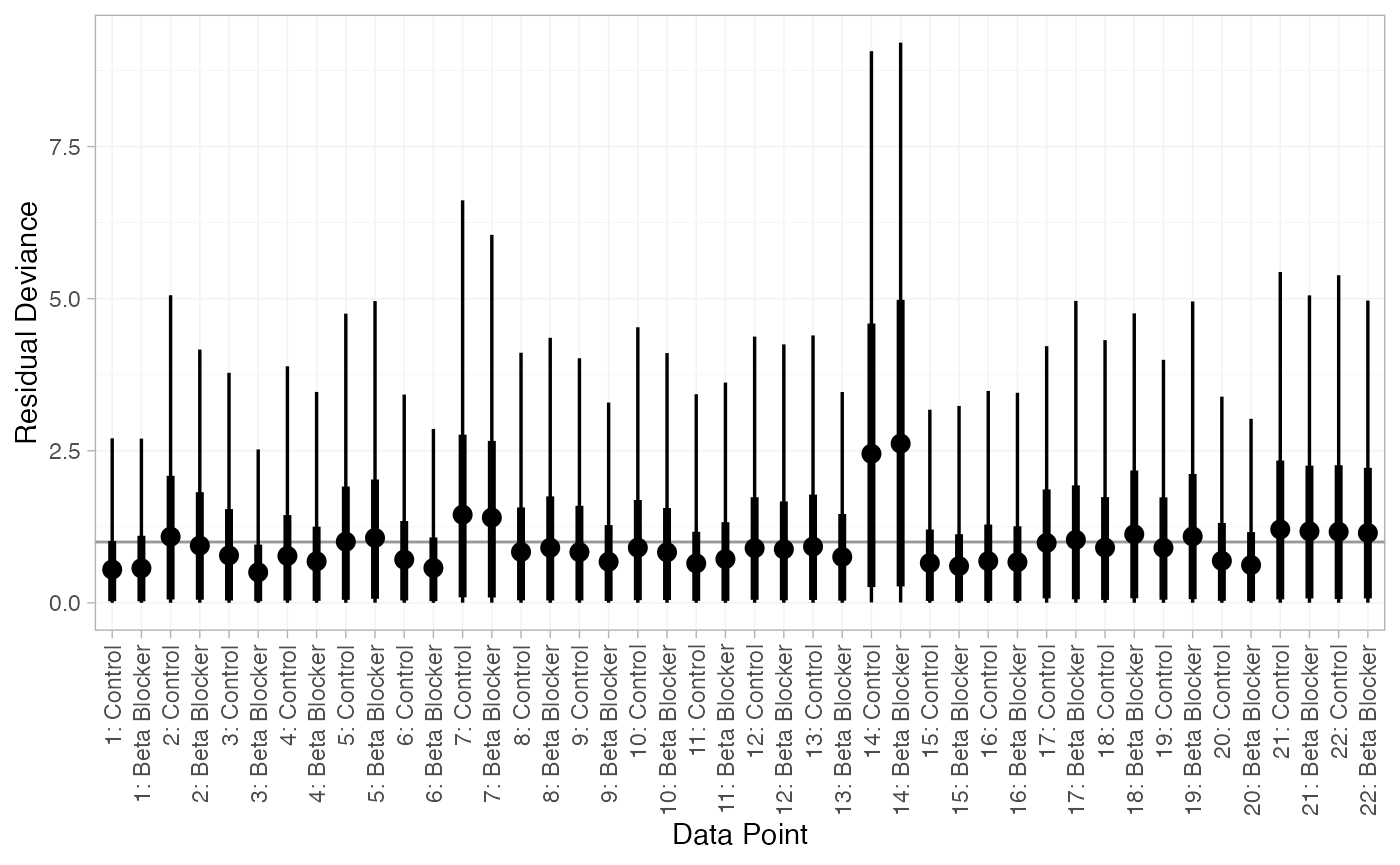 Residual Deviance
7.5
5.0
2.5
0.0
1: Control
1: Beta Blocker
2: Control
2: Beta Blocker
3: Control
3: Beta Blocker
4: Control
4: Beta Blocker
5: Control
5: Beta Blocker
6: Control
6: Beta Blocker
7: Control
7: Beta Blocker
8: Control
8: Beta Blocker
9: Control
9: Beta Blocker
10: Control
10: Beta Blocker
11: Control
11: Beta Blocker
12: Control
12: Beta Blocker
13: Control
13: Beta Blocker
14: Control
14: Beta Blocker
15: Control
15: Beta Blocker
16: Control
16: Beta Blocker
17: Control
17: Beta Blocker
18: Control
18: Beta Blocker
19: Control
19: Beta Blocker
20: Control
20: Beta Blocker
21: Control
21: Beta Blocker
22: Control
22: Beta Blocker
Data Point